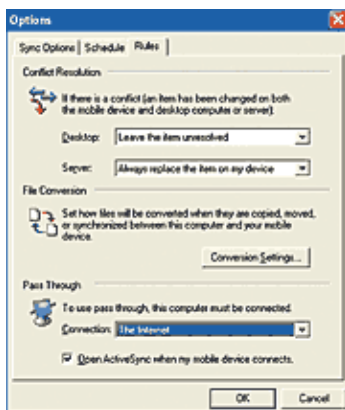 Options
Sync Options | Schedule | Rules
Conflict Resolution
If there is a conflict (an item has been changed on both
the mobile device and desktop computer or server):
Desktop: Leave the item unresolved
Server: Always replace the item on my device
File Conversion
Set how files will be converted when they are copied, moved,
or synchronized between this computer and your mobile
device.
Conversion Settings...
Pass Through
To use pass through, this computer must be connected.
Connection: The Internet
Open ActiveSync when my mobile device connects.
OK Cancel